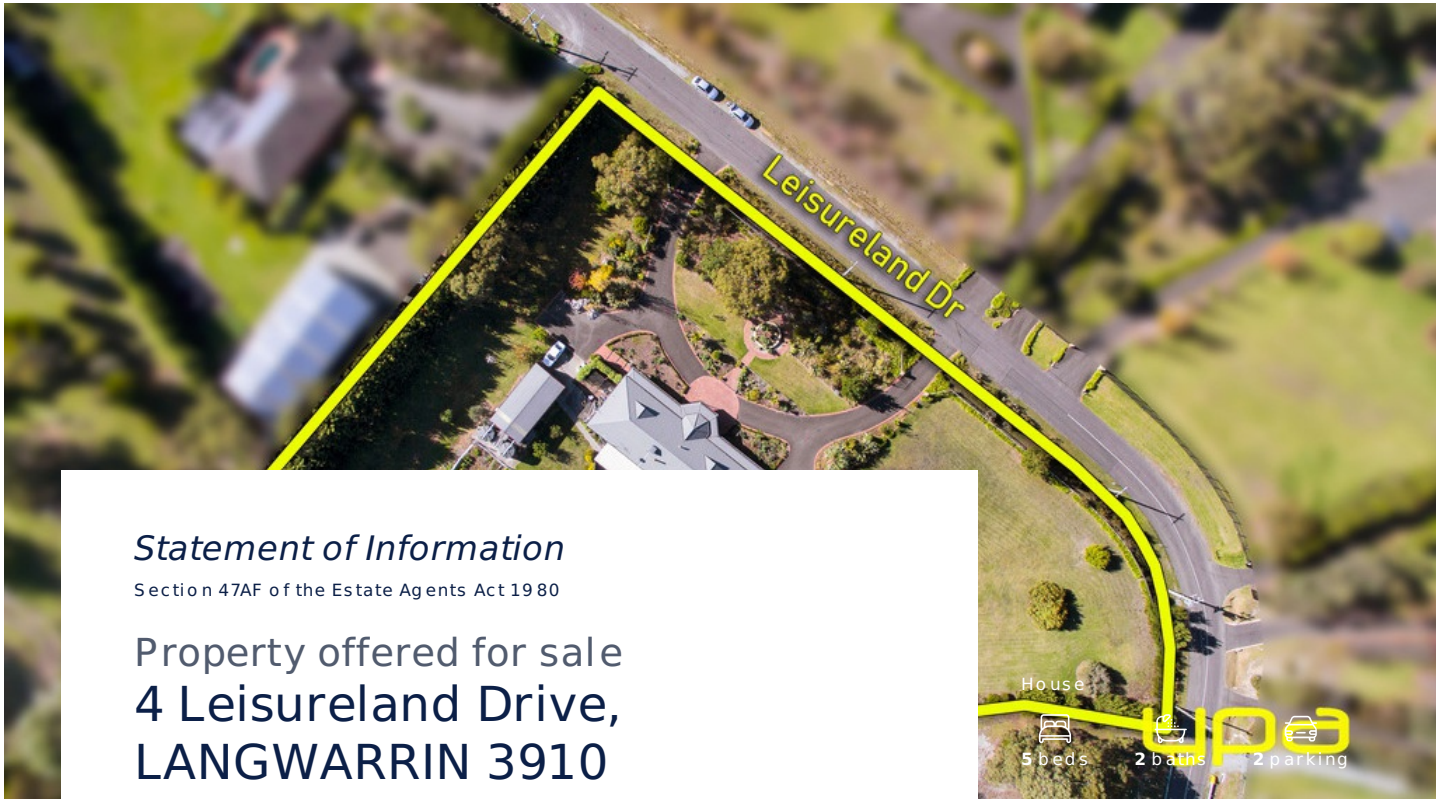 Leisureland Dr
Statement of Information
Section 47AF of the Estate Agents Act 1980
Property offered for sale
4 Leisureland Drive,
LANGWARRIN 3910
House
upa
5 beds 2 baths 2 parking